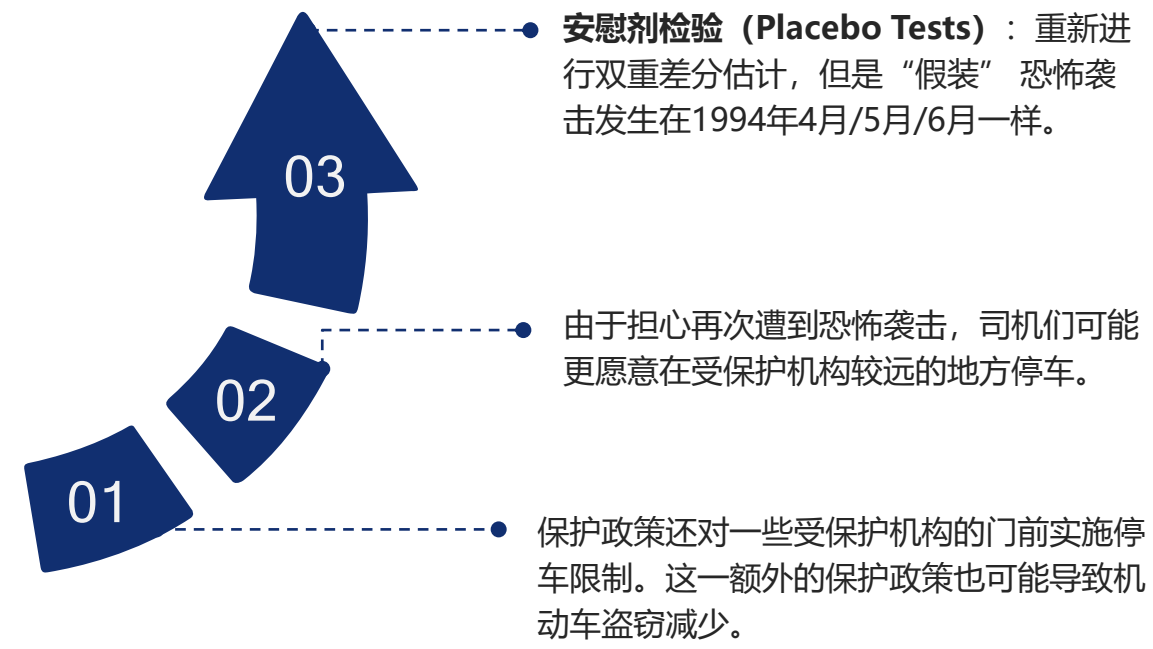 03
安慰剂检验（Placebo Tests）：重新进
行双重差分估计，但是“假装” 恐怖袭
击发生在1994年4月/5月/6月一样。
02
由于担心再次遭到恐怖袭击，司机们可能
更愿意在受保护机构较远的地方停车。
01
保护政策还对一些受保护机构的门前实施停
车限制。这一额外的保护政策也可能导致机
动车盗窃减少。